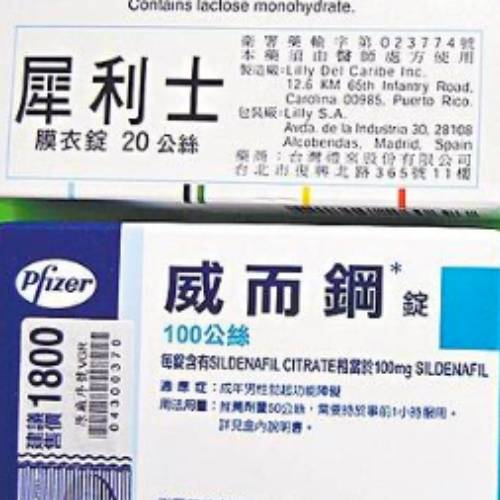 Contains lactose monohydrate.
犀利士
膜衣錠 20公絲
衛署藥輸字第023774號
本藥須由醫師處方使用
製造廠:Lilly Del Caribe Inc.
12.6 KM 65th Infantry Road,
Carolina 00985, Puerto Rico.
包裝廠:Lilly S.A.
Avda. de la Industria 30, 28108
Alcobendas, Madrid, Spain
藥商:台灣禮來股份有限公司
台北市復興北路365號11樓
Pfizer
威而鋼*錠
100公絲
每錠含有SILDENAFIL CITRATE相當於100mg SILDENAFIL
適應症:成年男性勃起功能障礙
用法用量:推薦劑量50公絲,需要時於事前1小時服用。
詳見盒內說明書。
建議售價 1800
VGR
04300370